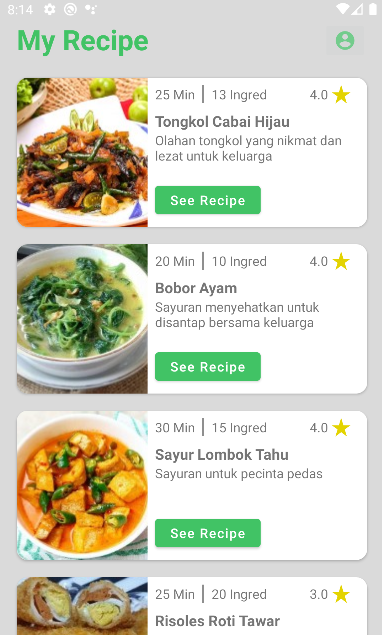 8:14
My Recipe
25 Min | 13 Ingred 4.0
Tongkol Cabai Hijau
Olahan tongkol yang nikmat dan
lezat untuk keluarga
See Recipe
20 Min | 10 Ingred 4.0
Bobor Ayam
Sayuran menyehatkan untuk
disantap bersama keluarga
See Recipe
30 Min | 15 Ingred 4.0
Sayur Lombok Tahu
Sayuran untuk pecinta pedas
See Recipe
25 Min | 20 Ingred 3.0
Risoles Roti Tawar